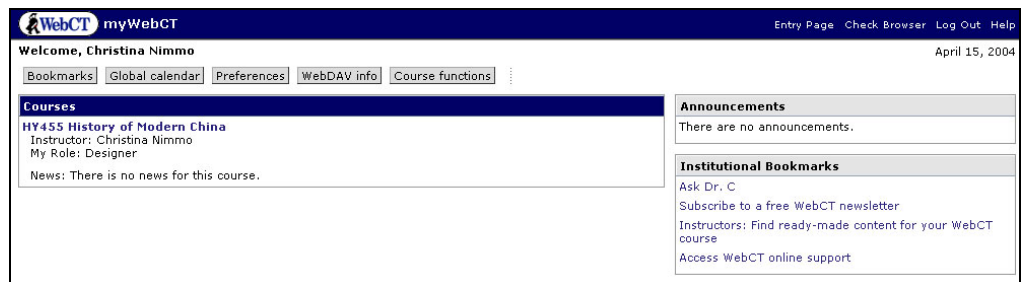 WebCT myWebCT
Entry Page Check Browser Log Out Help
Welcome, Christina Nimmo
April 15, 2004
Bookmarks Global calendar Preferences WebDAV info Course functions
Courses
HY455 History of Modern China
Instructor: Christina Nimmo
My Role: Designer
News: There is no news for this course.
Announcements
There are no announcements.
Institutional Bookmarks
Ask Dr. C
Subscribe to a free WebCT newsletter
Instructors: Find ready-made content for your WebCT
course
Access WebCT online support